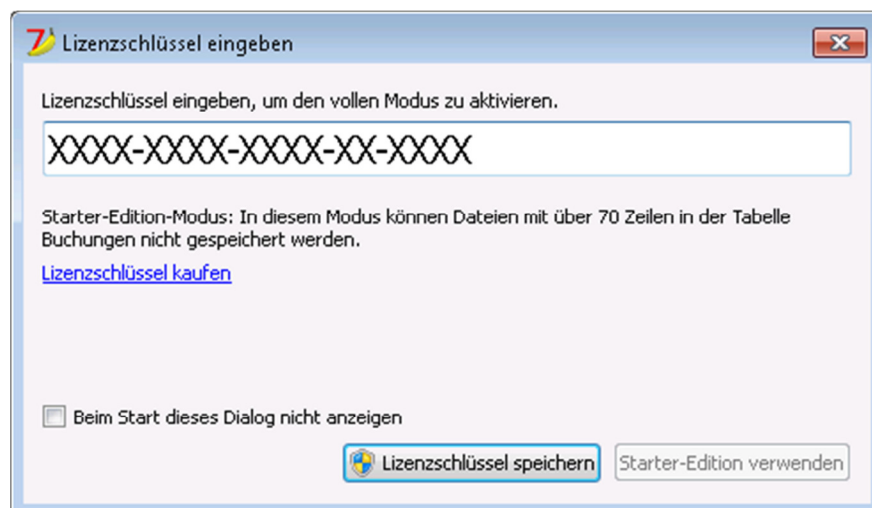 Lizenzschlüssel eingeben
Lizenzschlüssel eingeben, um den vollen Modus zu aktivieren.
XXXX-XXXX-XXXX-XX-XXXX
Starter-Edition-Modus: In diesem Modus können Dateien mit über 70 Zeilen in der Tabelle
Buchungen nicht gespeichert werden.
Lizenzschlüssel kaufen
Beim Start dieses Dialog nicht anzeigen
Lizenzschlüssel speichern
Starter-Edition verwenden